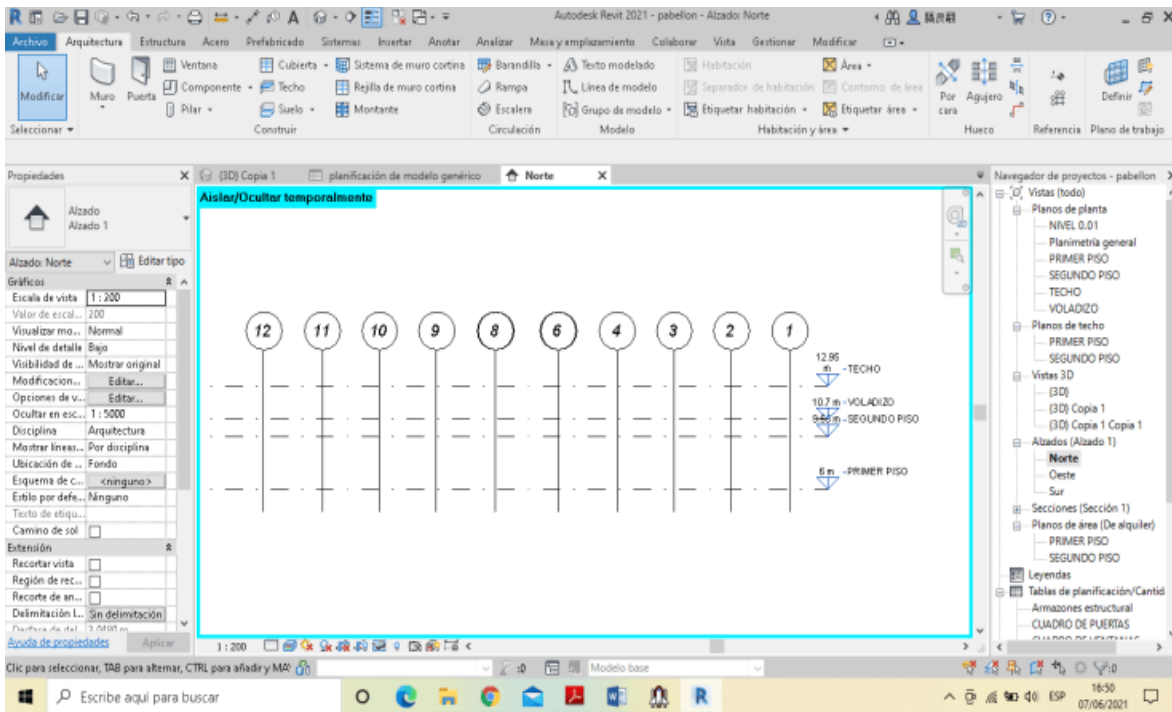 Autodesk Revit 2021 - pabellon - Alzado: Norte
Archivo Arquitectura Estructura Acero Prefabricado Sistemas Insertar Anotar Analizar Masa y emplazamiento Colaborar Vista Gestionar Modificar
Modificar
Muro
Puerta
Ventana
Componente
Pilar
Cubierta
Techo
Suelo
Sistema de muro cortina
Rejilla de muro cortina
Montante
Barandilla
Rampa
Escalera
Texto modelado
Línea de modelo
Grupo de modelo
Habitación
Separador de habitación
Etiquetar habitación
Área
Contorno de área
Etiquetar área
Por cara
Agujero
Definir
Seleccionar Construir Circulación Modelo Habitación y área Hueco Referencia Plano de trabajo
Propiedades
Alzado
Alzado 1
Alzado: Norte Editar tipo
Gráficos
Escala de vista 1 : 200
Valor de escal... 200
Visualizar mo... Normal
Nivel de detalle Bajo
Visibilidad de ... Mostrar original
Modificacion... Editar...
Opciones de v... Editar...
Ocultar en esc... 1 : 5000
Disciplina Arquitectura
Mostrar líneas... Por disciplina
Ubicación de ... Fondo
Esquema de c... <ninguno>
Estilo por defe... Ninguno
Texto de etiqu...
Camino de sol
Extensión
Recortar vista
Región de rec...
Recorte de an...
Delimitación l... Sin delimitación
Ayuda de propiedades Aplicar
{3D} Copia 1 planificación de modelo genérico Norte
Aislar/Ocultar temporalmente
12 11 10 9 8 6 4 3 2 1
12.95
m
-TECHO
10.7 m -VOLADIZO
-SEGUNDO PISO
6 m -PRIMER PISO
1 : 200
Navegador de proyectos - pabellon
Vistas (todo)
Planos de planta
NIVEL 0.01
Planimetría general
PRIMER PISO
SEGUNDO PISO
TECHO
VOLADIZO
Planos de techo
PRIMER PISO
SEGUNDO PISO
Vistas 3D
{3D}
{3D} Copia 1
{3D} Copia 1 Copia 1
Alzados (Alzado 1)
Norte
Oeste
Sur
Secciones (Sección 1)
Planos de área (De alquiler)
PRIMER PISO
SEGUNDO PISO
Leyendas
Tablas de planificación/Cantid
Armazones estructural
CUADRO DE PUERTAS
Clic para seleccionar, TAB para alternar, CTRL para añadir y MA :0 Modelo base :0
Escribe aquí para buscar
ESP
16:50
07/06/2021